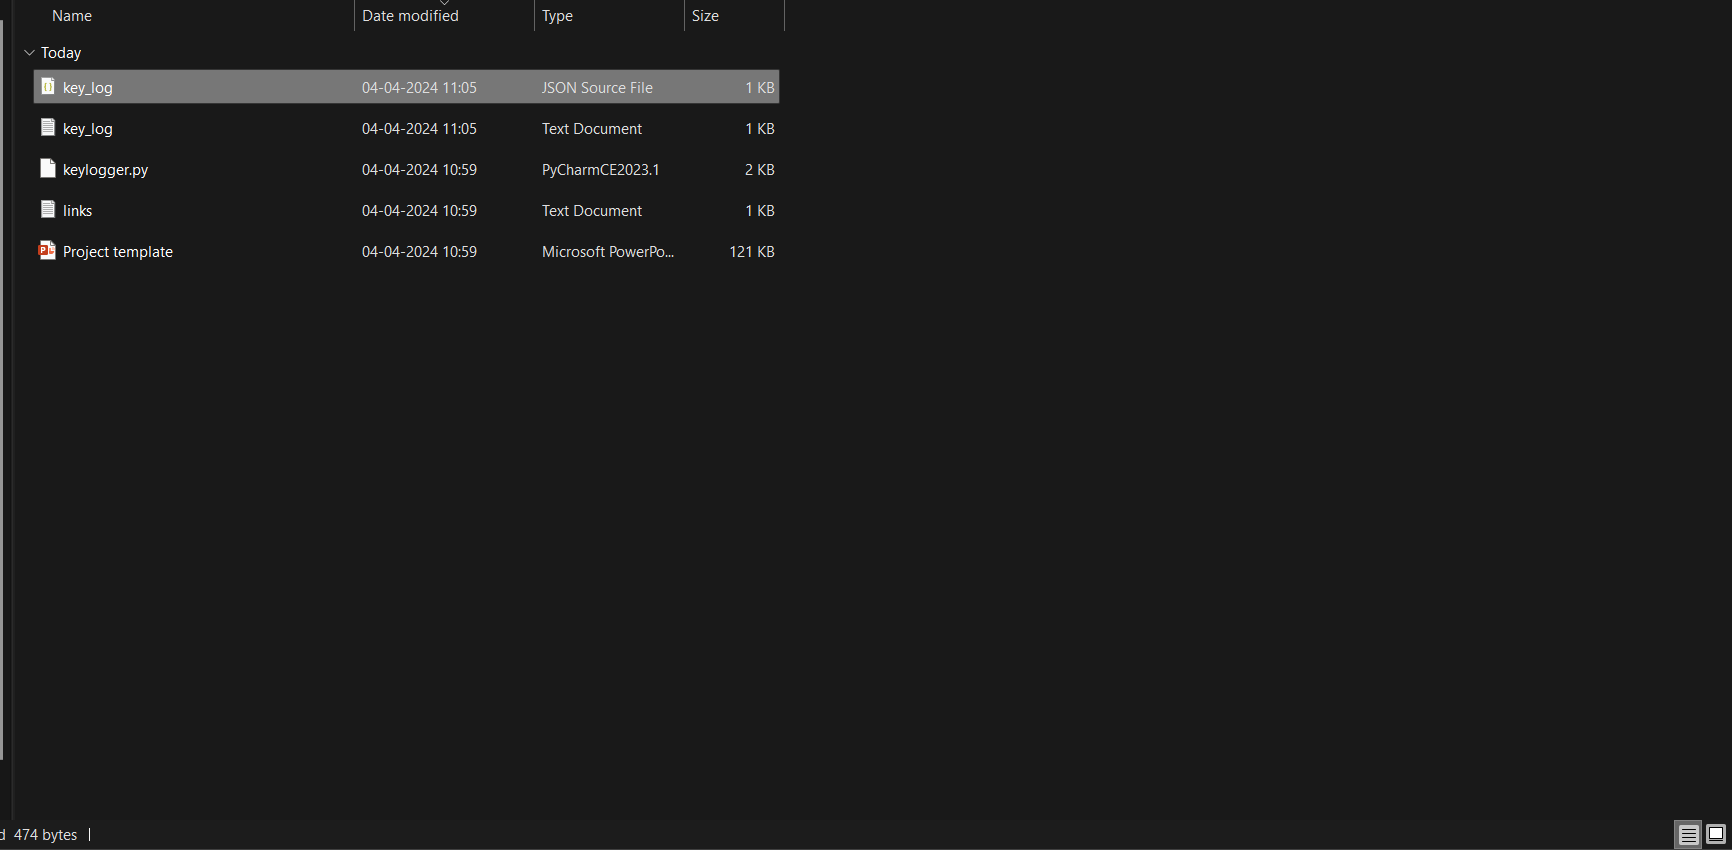 Name Date modified Type Size
Today
key_log 04-04-2024 11:05 JSON Source File 1 KB
key_log 04-04-2024 11:05 Text Document 1 KB
keylogger.py 04-04-2024 10:59 PyCharmCE2023.1 2 KB
links 04-04-2024 10:59 Text Document 1 KB
Project template 04-04-2024 10:59 Microsoft PowerPo... 121 KB
474 bytes